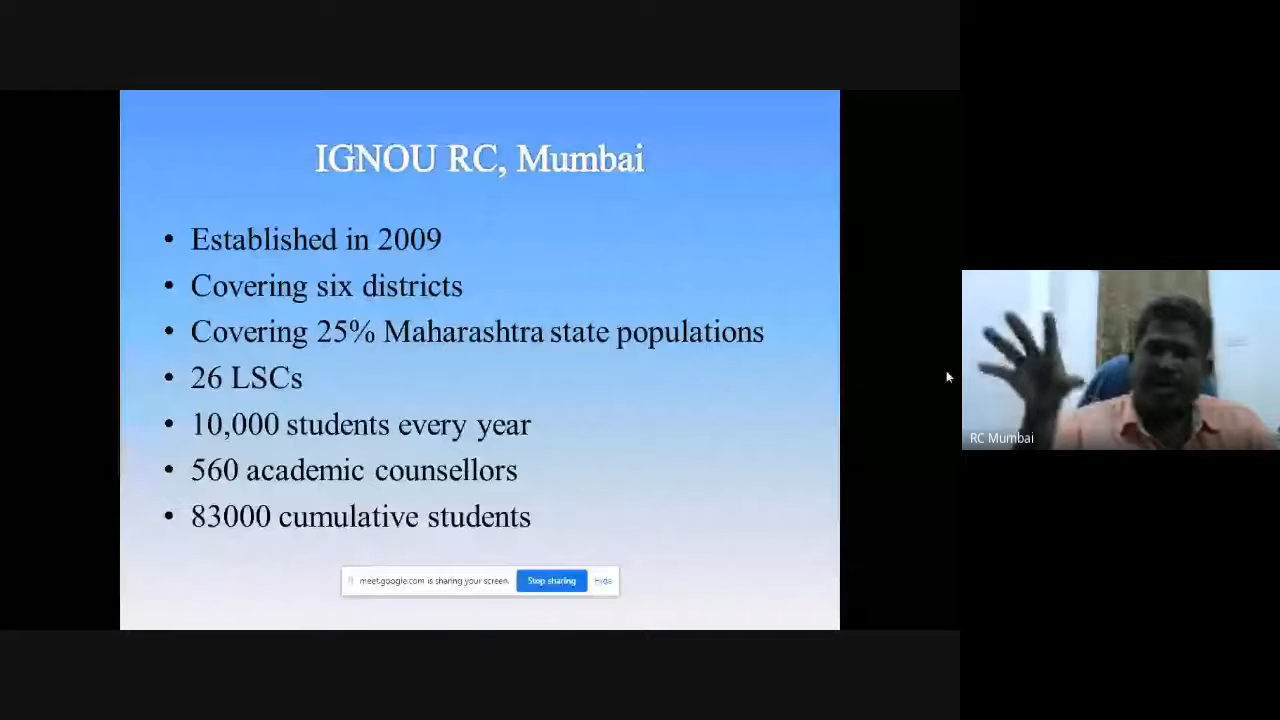 IGNOU RC, Mumbai
• Established in 2009
• Covering six districts
• Covering 25% Maharashtra state populations
• 26 LSCs
• 10,000 students every year
• 560 academic counsellors
• 83000 cumulative students
meet.google.com is sharing your screen. Stop sharing Hide
RC Mumbai